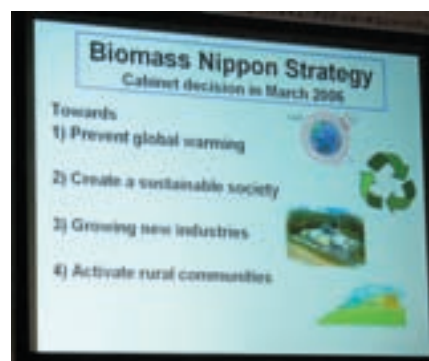 Biomass Nippon Strategy
Cabinet decision in March 2006
Towards
1) Prevent global warming
2) Create a sustainable society
3) Growing new industries
4) Activate rural communities